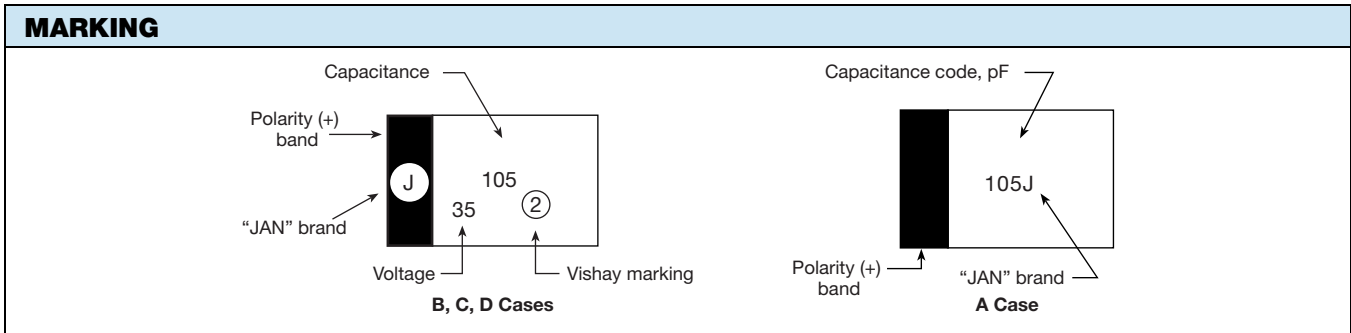 MARKING
Capacitance
Polarity (+)
band
J
105
35
2
"JAN" brand
Voltage
Vishay marking
B, C, D Cases
Capacitance code, pF
105J
Polarity (+)
band
“JAN” brand
A Case